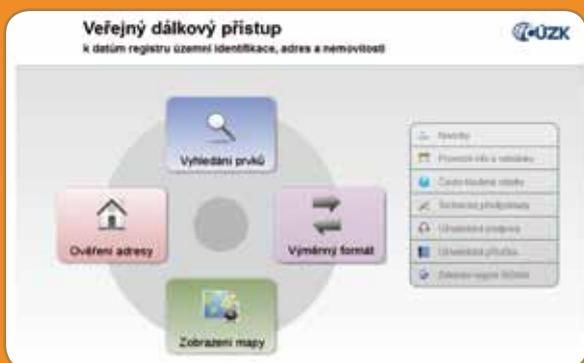 Veřejný dálkový přístup
k datům registru územní identifikace, adres a nemovitostí
ČÚZK
Vyhledání prvků
Ověření adresy
Výměnný formát
Zobrazení mapy
Novinky
Provozní info a odstávky
Často kladené otázky
Technické předpoklady
Uživatelská podpora
Uživatelská příručka